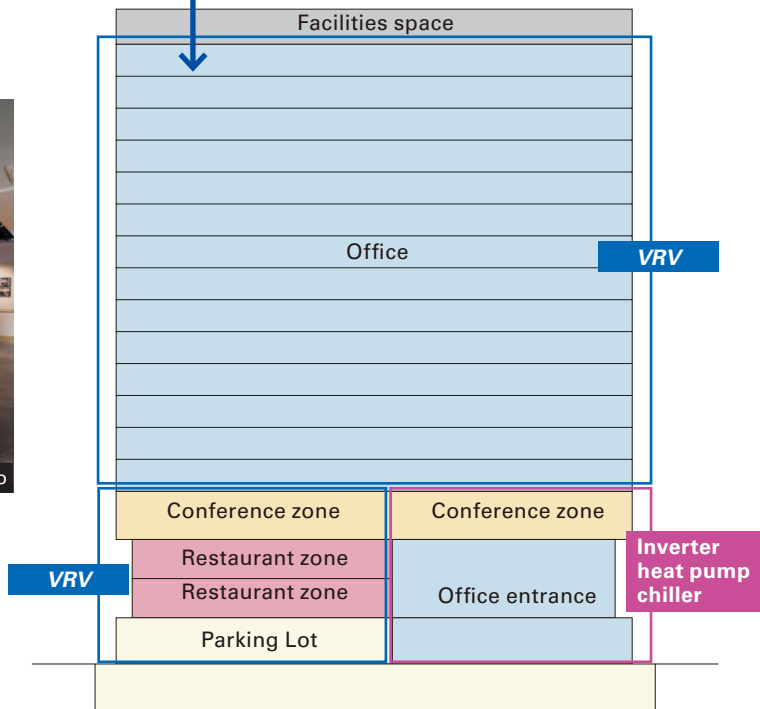 Facilities space
Office
VRV
Conference zone
Conference zone
Restaurant zone
Restaurant zone
VRV
Office entrance
Inverter
heat pump
chiller
Parking Lot